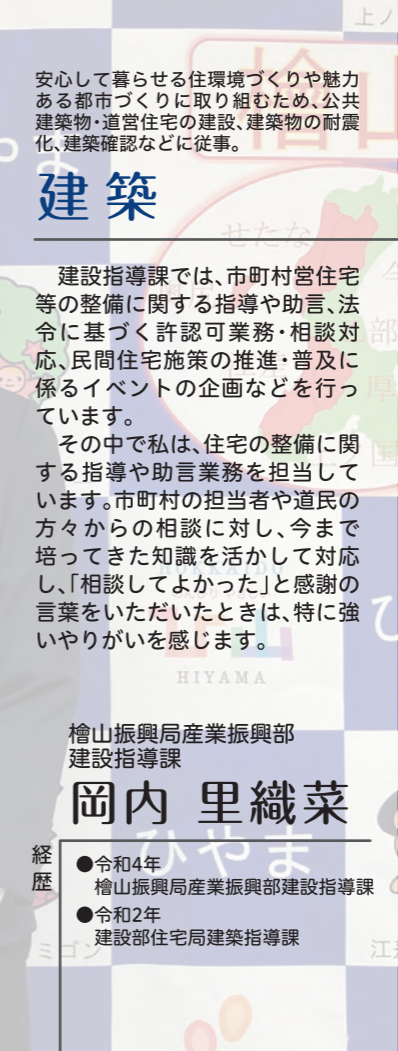 安心して暮らせる住環境づくりや魅力
ある都市づくりに取り組むため、公共
建築物・道営住宅の建設、建築物の耐震
化、建築確認などに従事。
建築
建設指導課では、市町村営住宅
等の整備に関する指導や助言、法
令に基づく許認可業務・相談対
応、民間住宅施策の推進・普及に
係るイベントの企画などを行っ
ています。
その中で私は、住宅の整備に関
する指導や助言業務を担当して
います。市町村の担当者や道民の
方々からの相談に対し、今まで
培ってきた知識を活かして対応
し、「相談してよかった」と感謝の
言葉をいただいたときは、特に強
いやりがいを感じます。
HOKKAIDO
HIYAMA
檜山振興局産業振興部
建設指導課
岡内 里織菜
経歴
●令和4年
檜山振興局産業振興部建設指導課
●令和2年
建設部住宅局建築指導課
ひやま
せたな
檜山